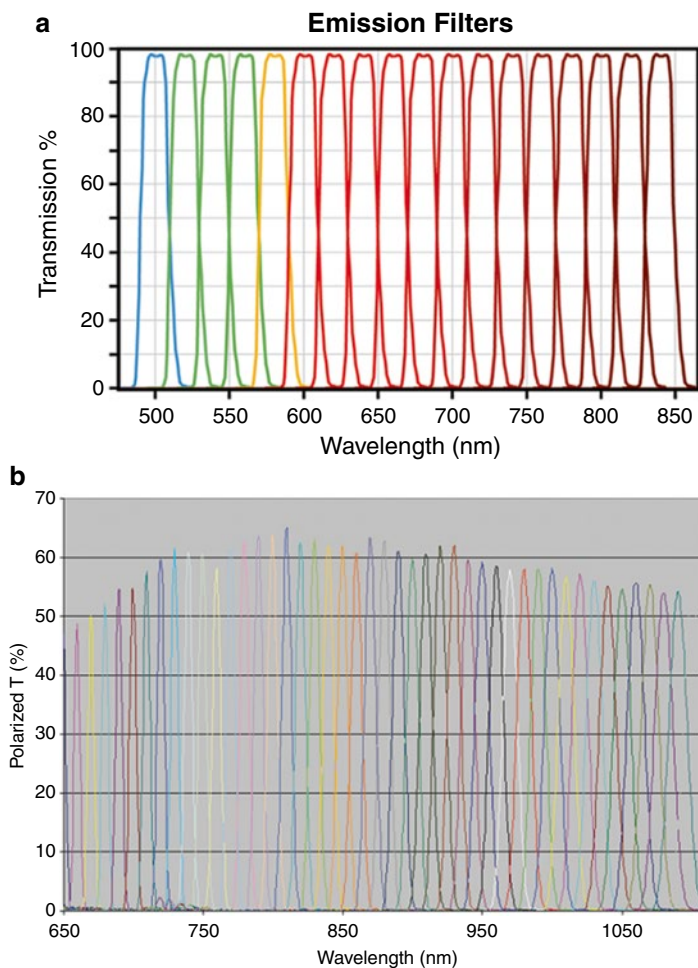 a
Emission Filters
Transmission %
100
80
60
40
20
0
500 550 600 650 700 750 800 850
Wavelength (nm)
b
Polarized T (%)
70
60
50
40
30
20
10
0
650 750 850 950 1050
Wavelength (nm)